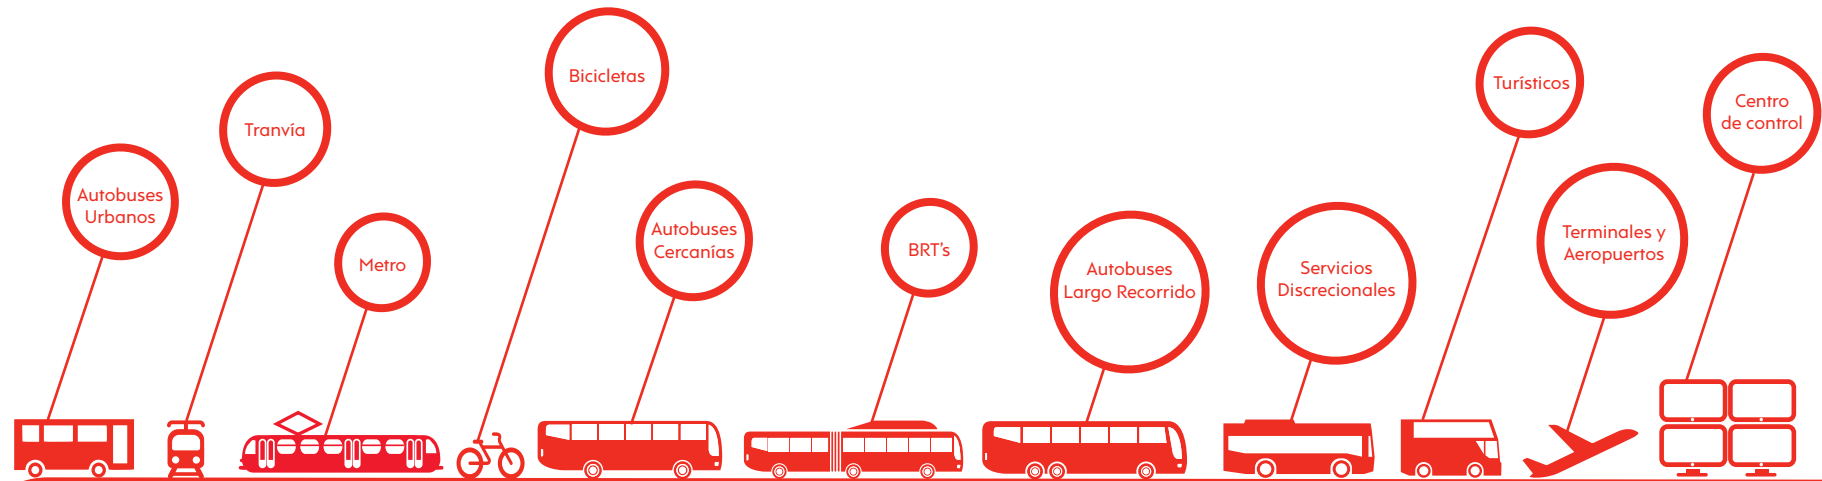 Autobuses
Urbanos
Tranvía
Metro
Bicicletas
Autobuses
Cercanías
BRT's
Autobuses
Largo Recorrido
Servicios
Discrecionales
Turísticos
Terminales y
Aeropuertos
Centro
de control